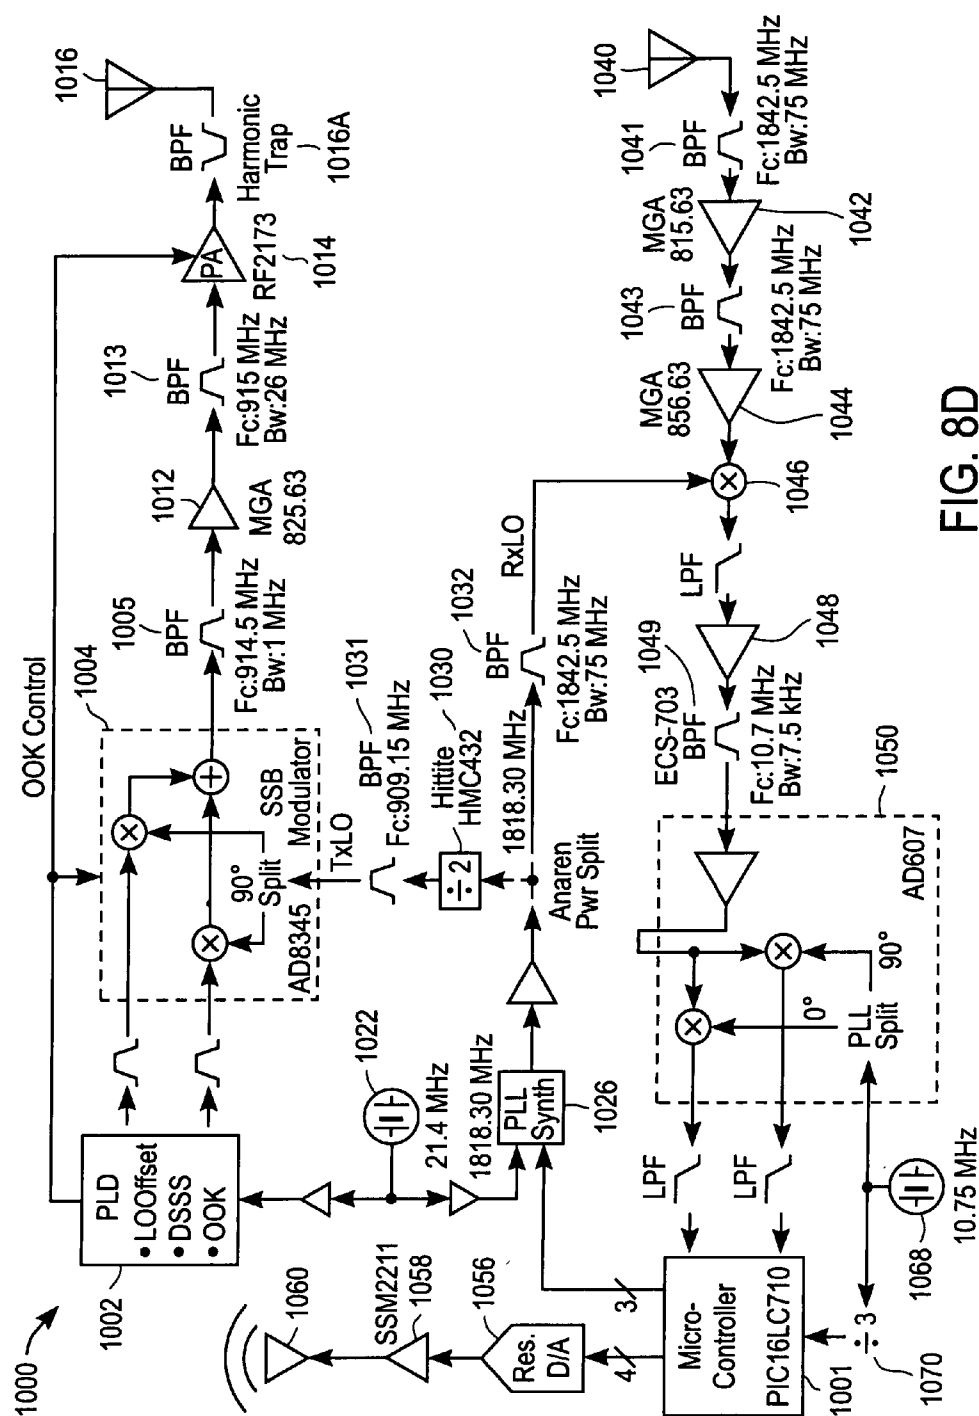 1000
1002
PLD
• LOOffset
• DSSS
• OOK
OOK Control
1004
SSB
Modulator
90°
Split
AD8345
1005
BPF
Fc:914.5 MHz
Bw:1 MHz
1012
MGA
825.63
1013
BPF
Fc:915 MHz
Bw:26 MHz
PA
RF2173
1014
BPF
Harmonic
Trap
1016A
1016
1022
21.4 MHz
1818.30 MHz
PLL
Synth
1026
TxLO
BPF
1031
Fc:909.15 MHz
÷2
Hittite
HMC432
1030
1818.30 MHz
Anaren
Pwr Split
BPF
1032
Fc:1842.5 MHz
Bw:75 MHz
RxLO
1040
1041
BPF
Fc:1842.5 MHz
Bw:75 MHz
MGA
815.63
1042
1043
BPF
Fc:1842.5 MHz
Bw:75 MHz
MGA
856.63
1044
1046
LPF
1048
ECS-703
BPF
1049
Fc:10.7 MHz
Bw:7.5 kHz
1050
AD607
0°
90°
PLL
Split
LPF
LPF
1060
SSM2211
1058
1056
Res.
D/A
4
3
Micro-
Controller
PIC16LC710
1001
÷3
1070
1068
10.75 MHz
FIG. 8D